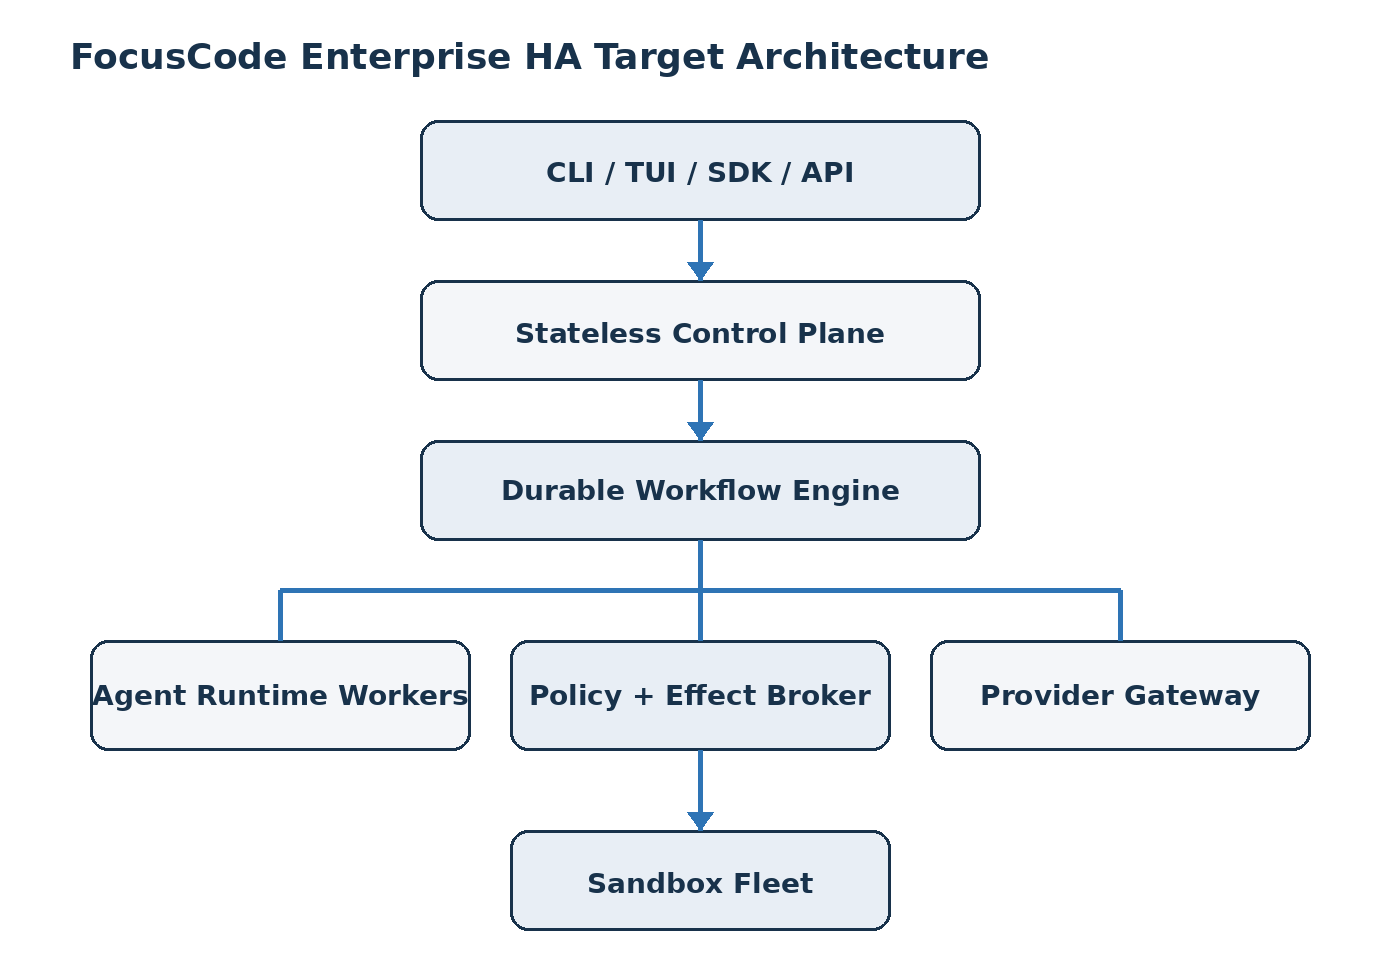 FocusCode Enterprise HA Target Architecture
CLI / TUI / SDK / API
Stateless Control Plane
Durable Workflow Engine
Agent Runtime Workers
Policy + Effect Broker
Provider Gateway
Sandbox Fleet